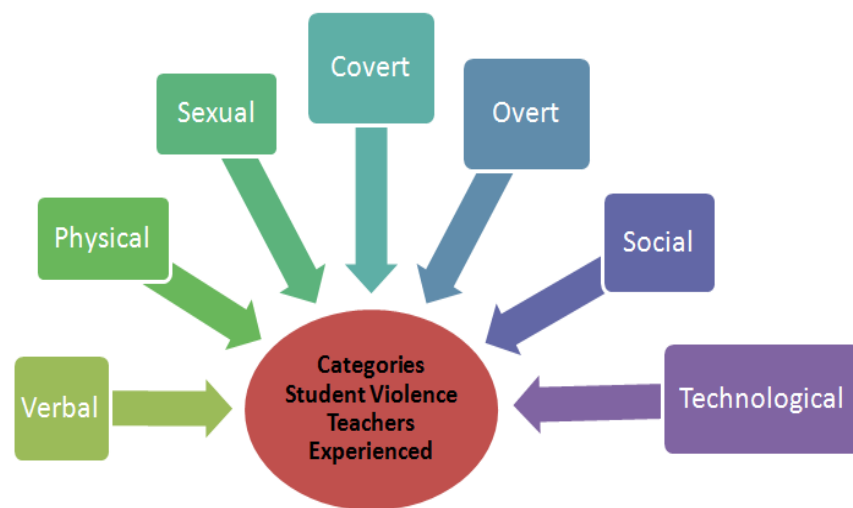 Covert
Overt
Sexual
Physical
Social
Verbal
Technological
Categories
Student Violence
Teachers
Experienced